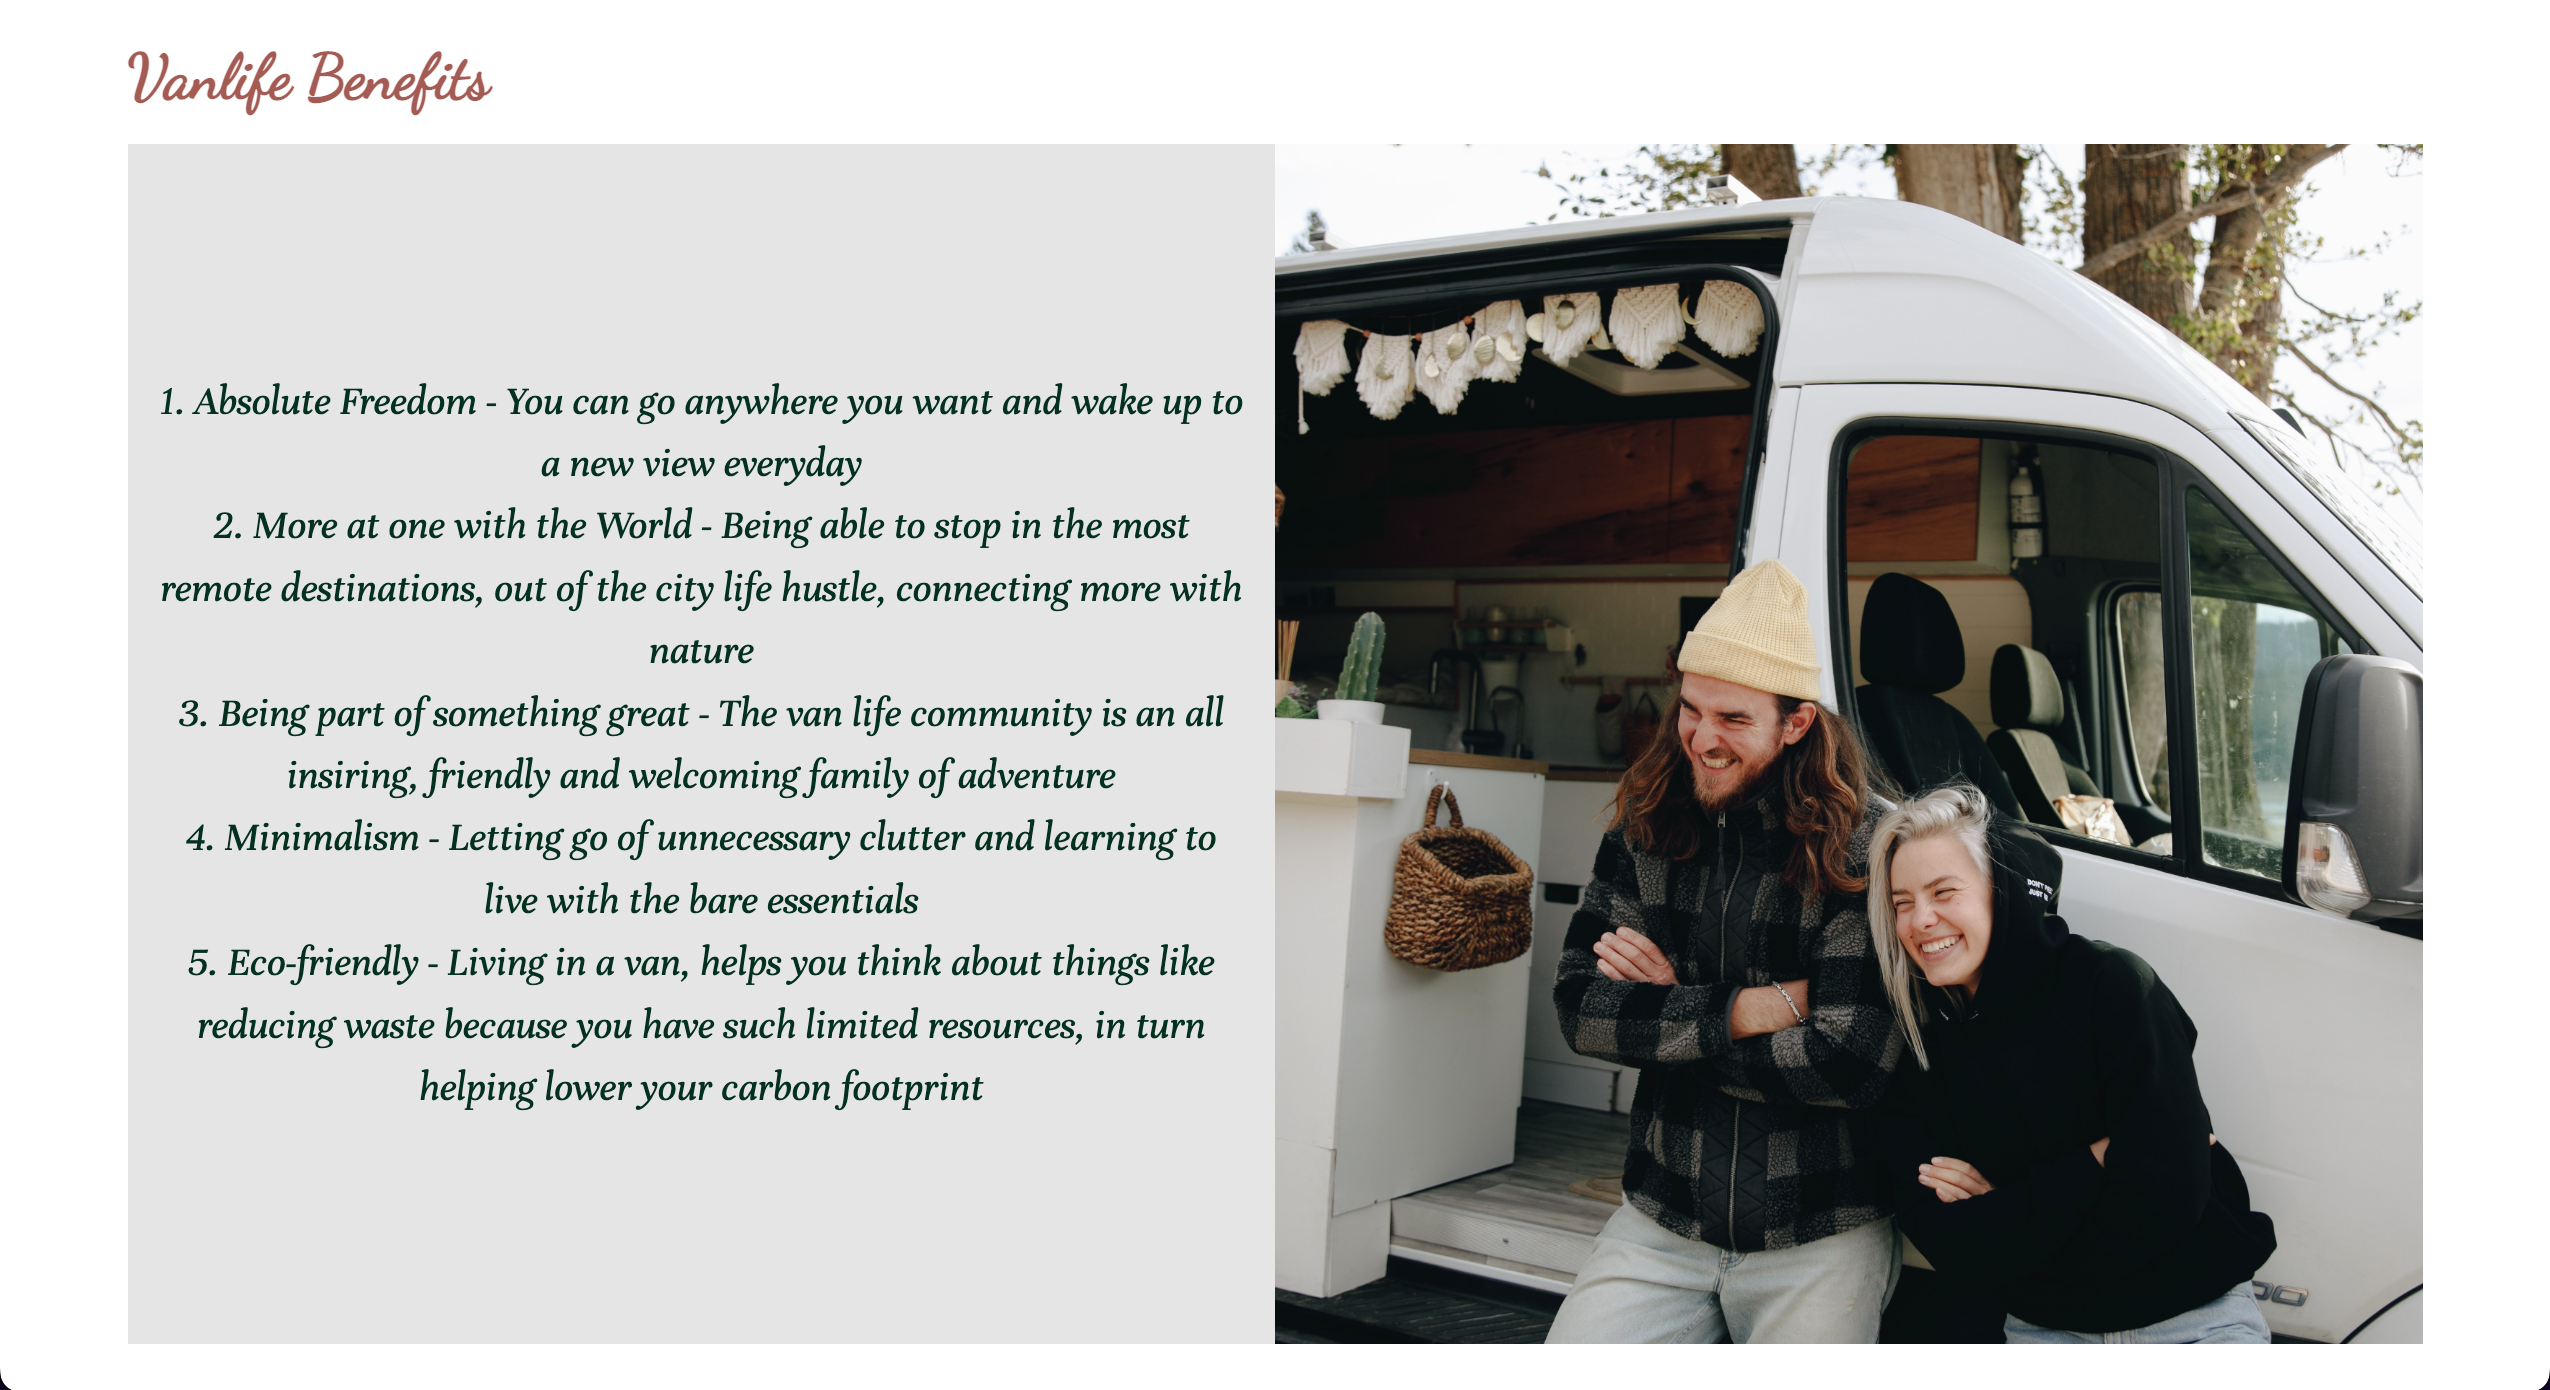 Vanlife Benefits
1. Absolute Freedom - You can go anywhere you want and wake up to
a new view everyday
2. More at one with the World - Being able to stop in the most
remote destinations, out of the city life hustle, connecting more with
nature
3. Being part of something great - The van life community is an all
insiring, friendly and welcoming family of adventure
4. Minimalism - Letting go of unnecessary clutter and learning to
live with the bare essentials
5. Eco-friendly - Living in a van, helps you think about things like
reducing waste because you have such limited resources, in turn
helping lower your carbon footprint
DON'T
JUST